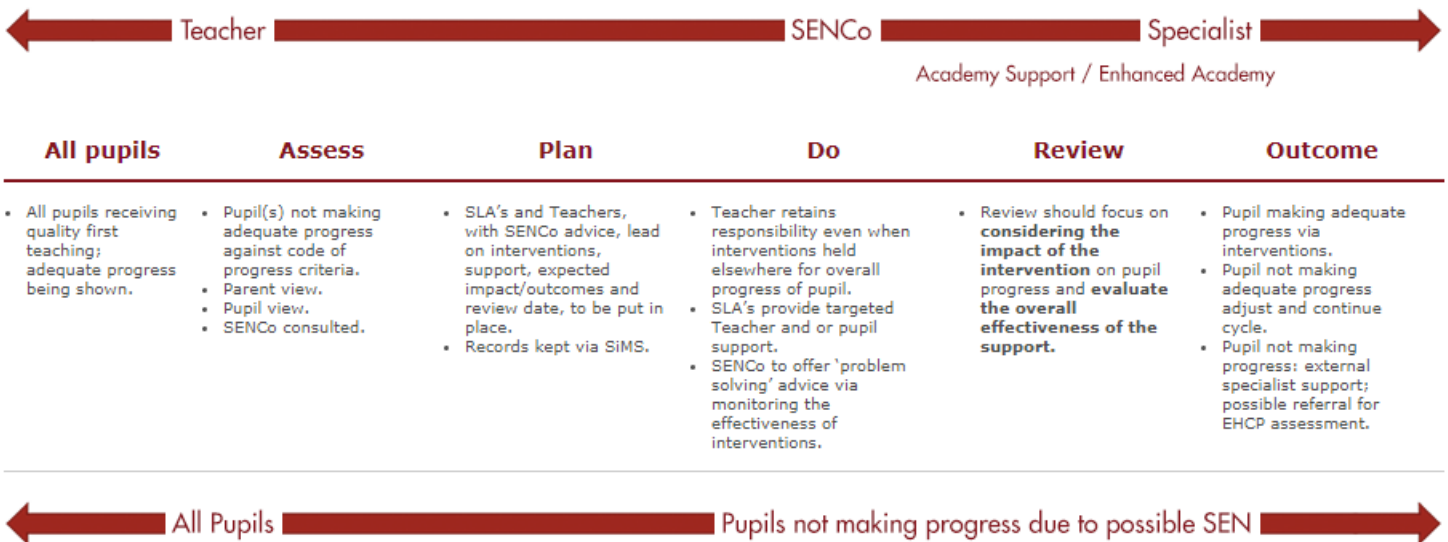 Teacher SENCo Specialist
Academy Support / Enhanced Academy
All pupils
• All pupils receiving
quality first
teaching;
adequate progress
being shown.
Assess
• Pupil(s) not making
adequate progress
against code of
progress criteria.
• Parent view.
• Pupil view.
• SENCo consulted.
Plan
• SLA's and Teachers,
with SENCo advice, lead
on interventions,
support, expected
impact/outcomes and
review date, to be put in
place.
• Records kept via SiMS.
Do
• Teacher retains
responsibility even when
interventions held
elsewhere for overall
progress of pupil.
• SLA's provide targeted
Teacher and or pupil
support.
• SENCo to offer 'problem
solving' advice via
monitoring the
effectiveness of
interventions.
Review
• Review should focus on
considering the
impact of the
intervention on pupil
progress and evaluate
the overall
effectiveness of the
support.
Outcome
• Pupil making adequate
progress via
interventions.
• Pupil not making
adequate progress
adjust and continue
cycle.
• Pupil not making
progress: external
specialist support;
possible referral for
EHCP assessment.
All Pupils Pupils not making progress due to possible SEN